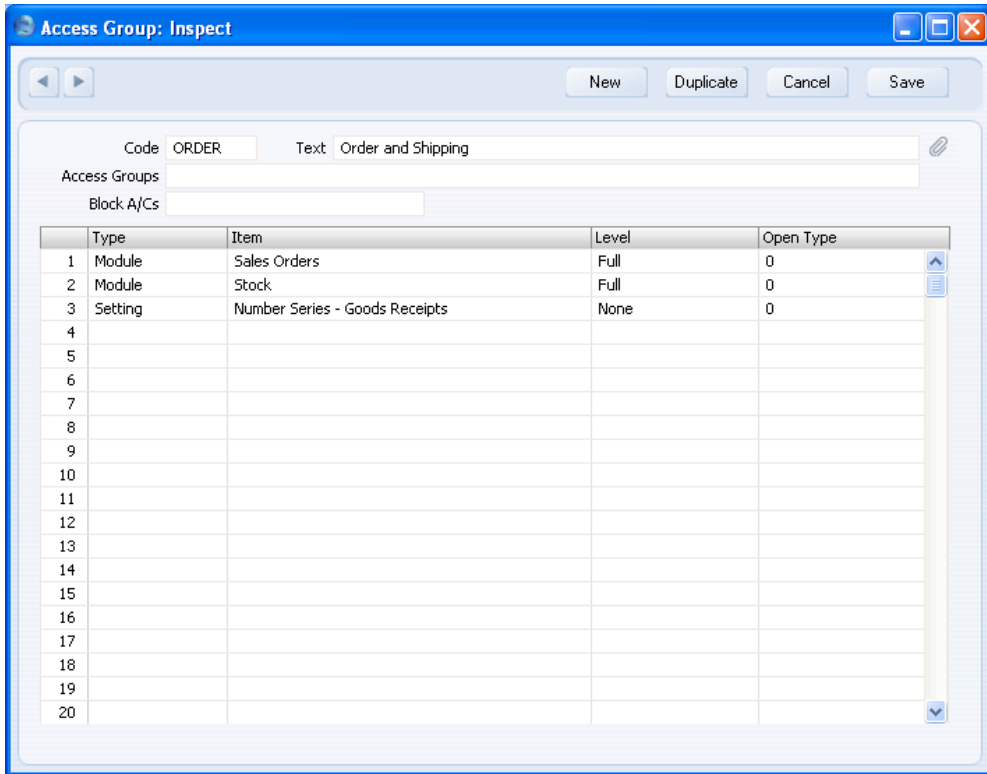 Access Group: Inspect
New Duplicate Cancel Save
Code ORDER Text Order and Shipping
Access Groups
Block A/Cs
Type Item Level Open Type
1 Module Sales Orders Full 0
2 Module Stock Full 0
3 Setting Number Series - Goods Receipts None 0
4
5
6
7
8
9
10
11
12
13
14
15
16
17
18
19
20